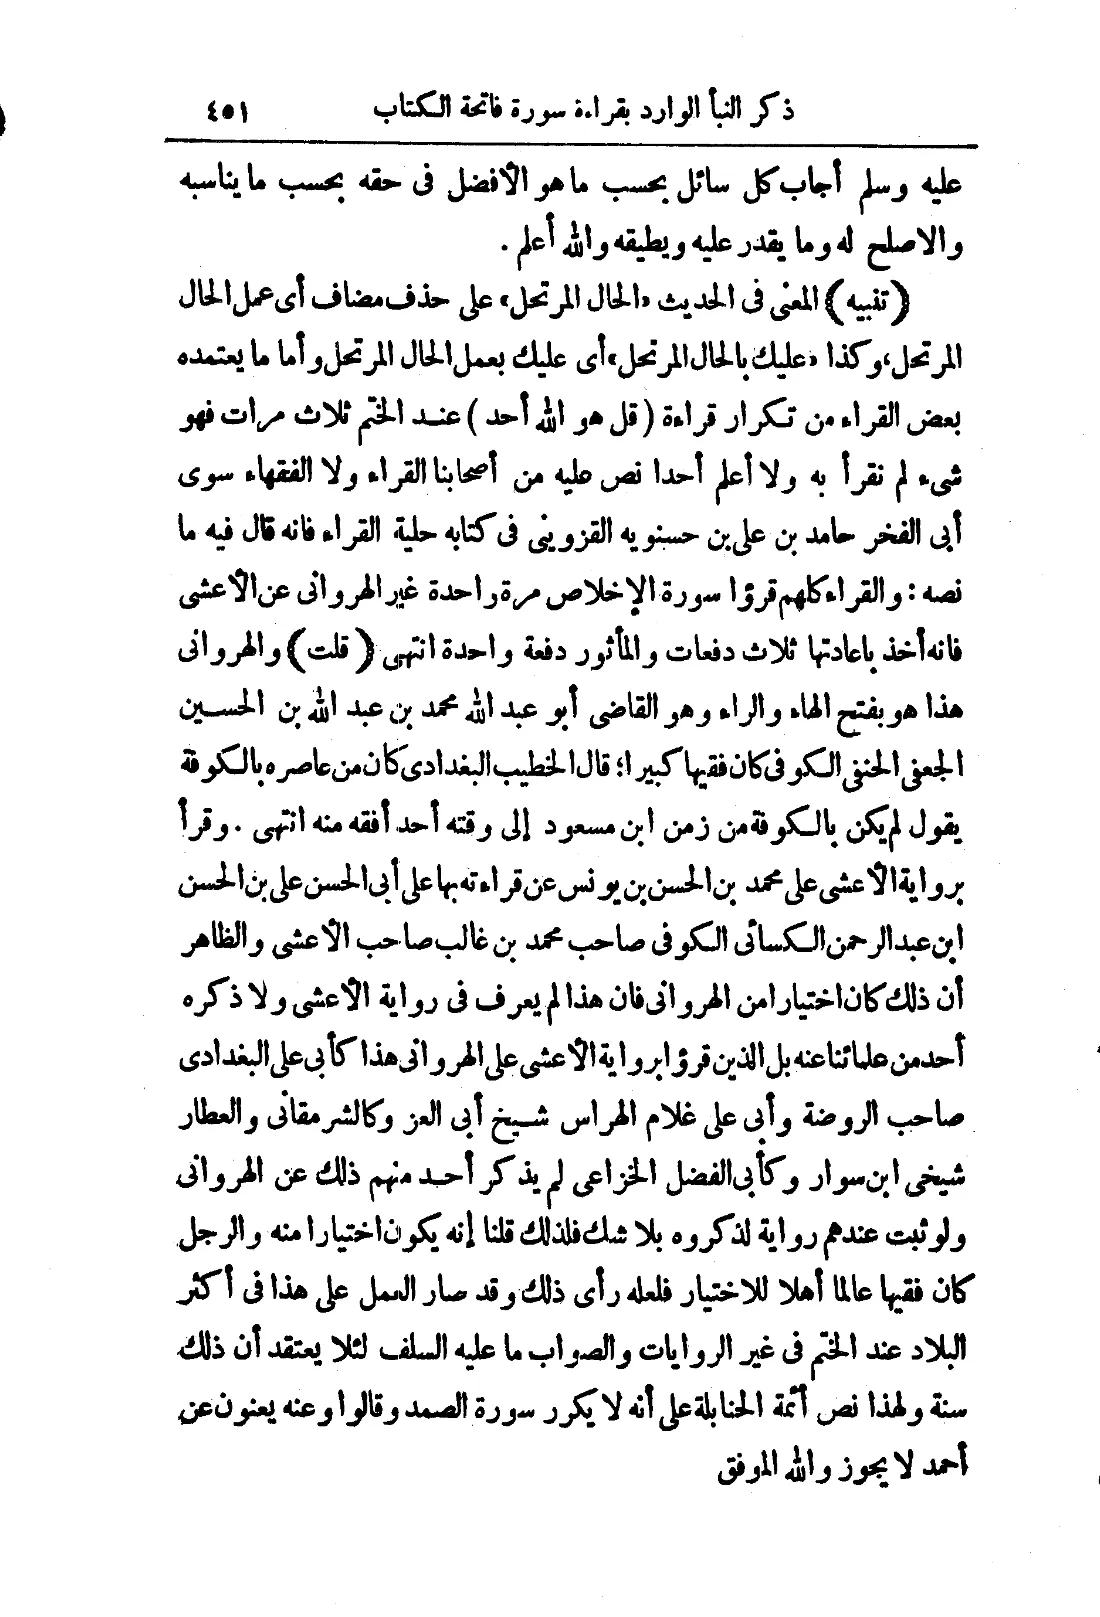 ذكر النبأ الوارد بقراءة سورة فاتحة الكتاب ٤٥١
عليه وسلم أجاب كل سائل بحسب ما هو الأفضل فى حقه بحسب ما يناسبه
والاصلح له وما يقدر عليه ويطيقه والله أعلم .
(تنبيه) المعنى فى الحديث «الحال المرتحل» على حذف مضاف أى عمل الحال
المرتحل، وكذا «عليك بالحال المرتحل» أى عليك بعمل الحال المرتحل وأما ما يعتمده
بعض القراء من تكرار قراءة (قل هو الله أحد) عند الختم ثلاث مرات فهو
شىء لم نقرأ به ولا أعلم أحدا نص عليه من أصحابنا القراء ولا الفقهاء سوى
أبى الفخر حامد بن على بن حسنويه القزوينى فى كتابه حلية القراء فانه قال فيه ما
نصه : والقراء كلهم قرؤا سورة الإخلاص مرة واحدة غير الهروانى عن الأعشى
فانه أخذ باعادتها ثلاث دفعات والمأثور دفعة واحدة انتهى (قلت) والهروانى
هذا هو بفتح الهاء والراء وهو القاضى أبو عبد الله محمد بن عبد الله بن الحسين
الجعفى الحنفى الكوفى كان فقيها كبيرا؛ قال الخطيب البغدادى كان من عاصره بالكوفة
يقول لم يكن بالكوفة من زمن ابن مسعود إلى وقته أحد أفقه منه انتهى . وقرأ
برواية الأعشى على محمد بن الحسن بن يونس عن قراءته بها على أبى الحسن على بن الحسن
ابن عبد الرحمن الكسائى الكوفى صاحب محمد بن غالب صاحب الأعشى والظاهر
أن ذلك كان اختيارا من الهروانى فان هذا لم يعرف فى رواية الأعشى ولا ذكره
أحد من علمائنا عنه بل الذين قرؤا برواية الأعشى على الهروانى هذا كأبى على البغدادى
صاحب الروضة وأبى على غلام الهراس شيخ أبى العز وكالشرمقانى والعطار
شيخى ابن سوار وكأبى الفضل الخزاعى لم يذكر أحد منهم ذلك عن الهروانى
ولو ثبت عندهم رواية لذكروه بلا شك فلذلك قلنا إنه يكون اختيارا منه والرجل
كان فقيها عالما أهلا للاختيار فلعله رأى ذلك وقد صار العمل على هذا فى أكثر
البلاد عند الختم فى غير الروايات والصواب ما عليه السلف لئلا يعتقد أن ذلك
سنة ولهذا نص أئمة الحنابلة على أنه لا يكرر سورة الصمد وقالوا وعنه يعنون عن
أحمد لا يجوز والله الموفق